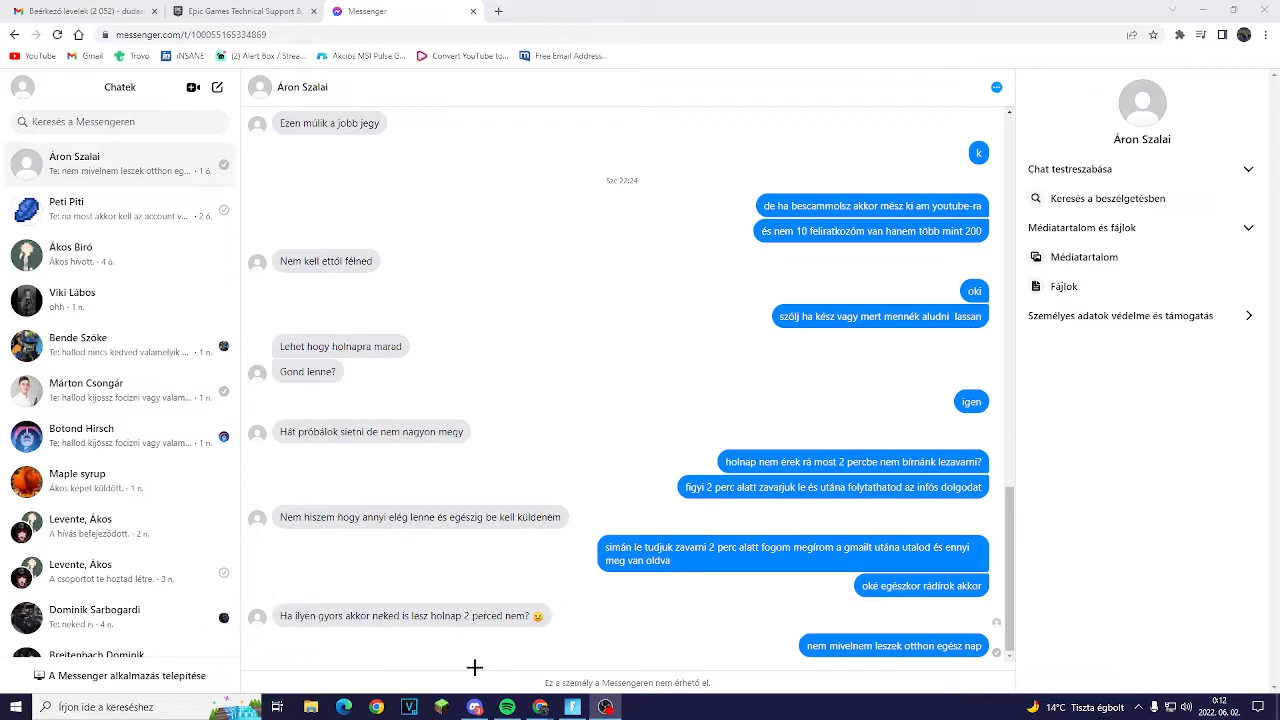 Beérkezett levelek (2 052) - dudas
Epic Games Technical Support &
Messenger
messenger.com/t/100055165334869
YouTube
Gmail
Trovo
iNSANE
(2) Alert Box / Strea...
Akciós MSI Pulse G...
Convert YouTube to...
Free Email Address...
Chatek
Keresés a Messengeren
Áron Szalai
Te: nem mivelnem leszek otthon eg... · 1 ó.
Peti Piti
Te: na most akkor kell az account v... · 2 ó.
Ákos Bíró
Ákos hívott. · 4 ó.
Viki Lábos
ohh · 1 n.
Bende Szőke
Te: hallod nincs kedved valamelyik ... · 1 n.
Márton Csongár
Te: hallod kijössz focizni vagy valam... · 1 n.
Botond Hirsch
Te: hallod kijössz focizni vagy valam... · 1 n.
Maple syrup
Ákos képet küldött. · 1 n.
Levente, Ákos
A hívás befejeződött. · 2 n.
Levente, Ákos
A csoportot te hoztad létre. · 3 n.
Dominik Sarbogardi
Te: neked is · 4 n.
Breitenbach Dominik
A Messenger alkalmazás telepítése
Áron Szalai
Ezen múlik a jobb jegy
k
Sze 22:24
de ha bescammolsz akkor mész ki am youtube-ra
és nem 10 feliratkozóm van hanem több mint 200
Nem kell ettől félned
oki
szólj ha kész vagy mert mennék aludni lassan
Lehet hogy holnapra marad
Gond lenne?
igen
Hát próbálok sietni de nem nagyon megy
holnap nem érek rá most 2 percbe nem bírnánk lezavarni?
figyi 2 perc alatt zavarjuk le és utána folytathatod az infós dolgodat
Nem hiszem hogy annyi elég lenne és egészig be kell küldenem
simán le tudjuk zavarni 2 perc alatt fogom megírom a gmailt utána utalod és ennyi
meg van oldva
oké egészkor rádírok akkor
Ha ilyen gyors akkor neked is lesz holnap 2 perced nem? 😉
nem mivelnem leszek otthon egész nap
Ez a személy a Messengeren nem érhető el.
Áron Szalai
Chat testreszabása
Keresés a beszélgetésben
Médiatartalom és fájlok
Médiatartalom
Fájlok
Személyes adatok védelme és támogatás
Írjon ide a kereséshez
14°C Tiszta égbolt
0:12
2022. 06. 02.